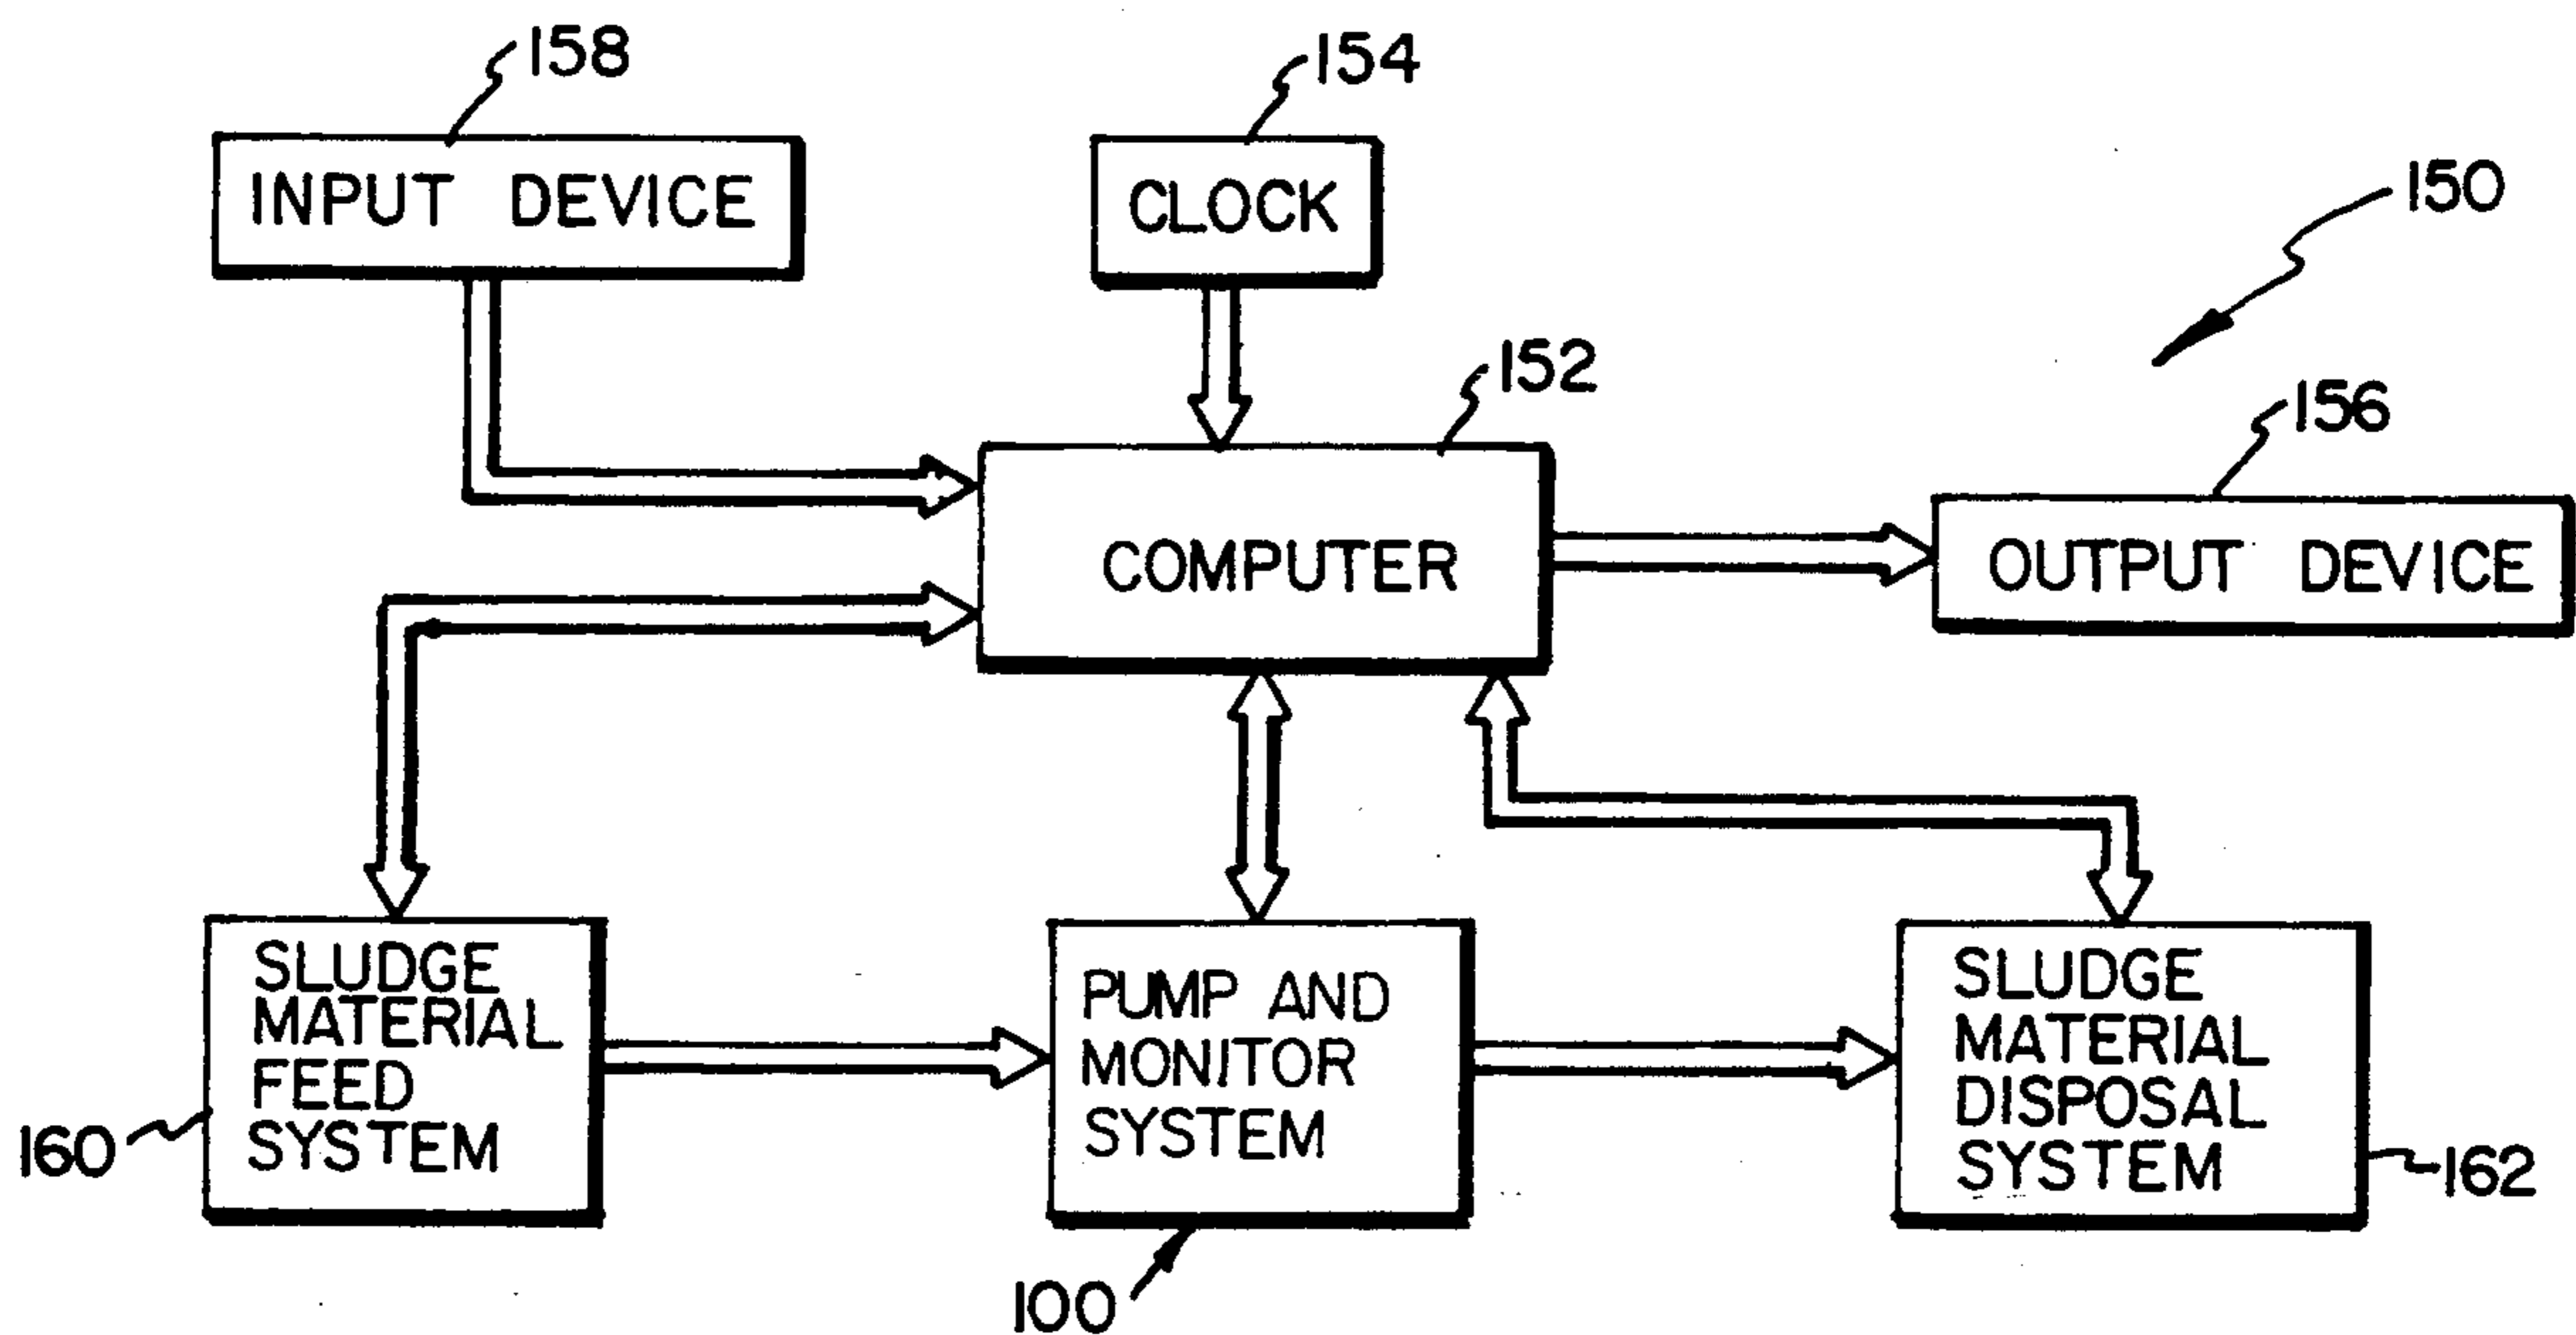 158
154
INPUT DEVICE
CLOCK
150
152
156
COMPUTER
OUTPUT DEVICE
SLUDGE
MATERIAL
FEED
SYSTEM
160
PUMP AND
MONITOR
SYSTEM
100
SLUDGE
MATERIAL
DISPOSAL
SYSTEM
162